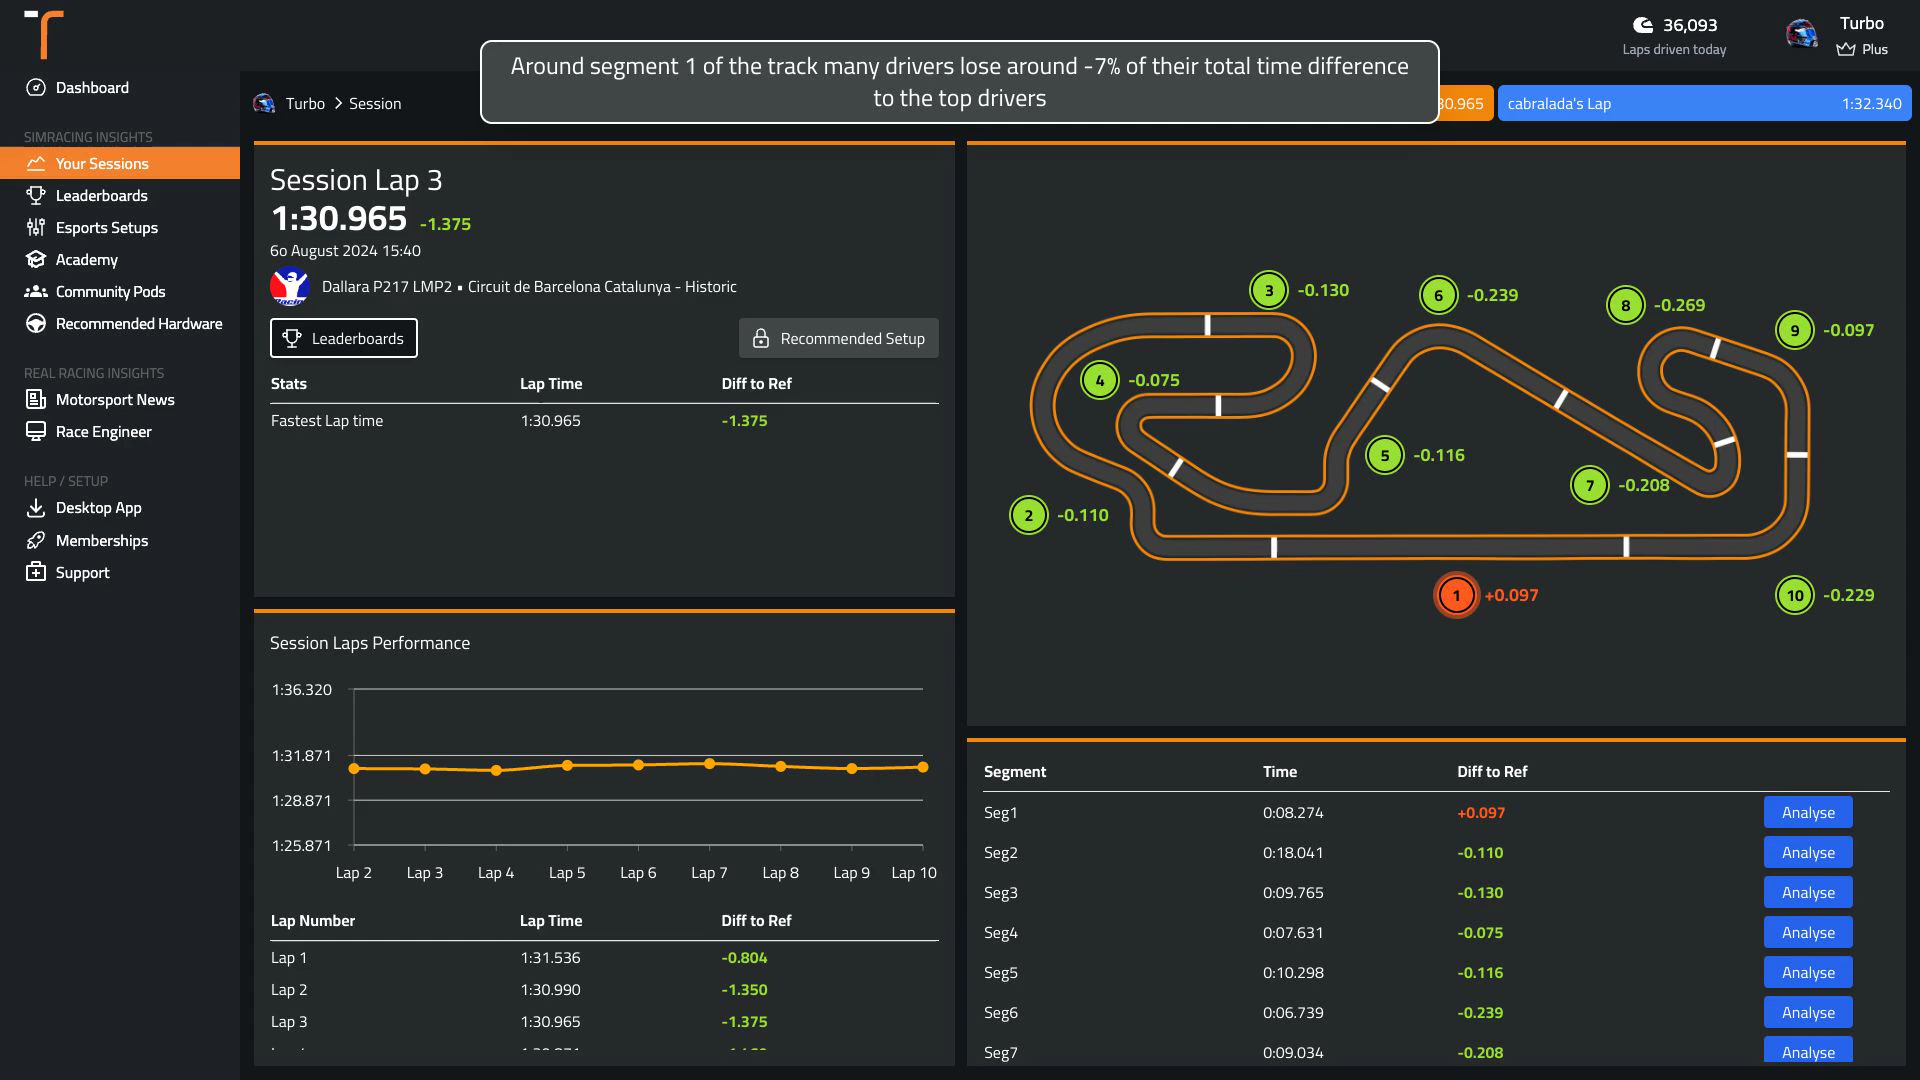 36,093
Laps driven today
Turbo
Plus
Around segment 1 of the track many drivers lose around -7% of their total time difference
to the top drivers
Dashboard
SIMRACING INSIGHTS
Your Sessions
Leaderboards
Esports Setups
Academy
Community Pods
Recommended Hardware
REAL RACING INSIGHTS
Motorsport News
Race Engineer
HELP / SETUP
Desktop App
Memberships
Support
Turbo > Session
30.965
cabralada's Lap 1:32.340
Session Lap 3
1:30.965 -1.375
6o August 2024 15:40
Dallara P217 LMP2 • Circuit de Barcelona Catalunya - Historic
Leaderboards
Recommended Setup
Stats Lap Time Diff to Ref
Fastest Lap time 1:30.965 -1.375
3 -0.130
6 -0.239
8 -0.269
9 -0.097
4 -0.075
5 -0.116
7 -0.208
2 -0.110
1 +0.097
10 -0.229
Session Laps Performance
1:36.320
1:31.871
1:28.871
1:25.871
Lap 2 Lap 3 Lap 4 Lap 5 Lap 6 Lap 7 Lap 8 Lap 9 Lap 10
Lap Number Lap Time Diff to Ref
Lap 1 1:31.536 -0.804
Lap 2 1:30.990 -1.350
Lap 3 1:30.965 -1.375
Segment Time Diff to Ref
Seg1 0:08.274 +0.097 Analyse
Seg2 0:18.041 -0.110 Analyse
Seg3 0:09.765 -0.130 Analyse
Seg4 0:07.631 -0.075 Analyse
Seg5 0:10.298 -0.116 Analyse
Seg6 0:06.739 -0.239 Analyse
Seg7 0:09.034 -0.208 Analyse